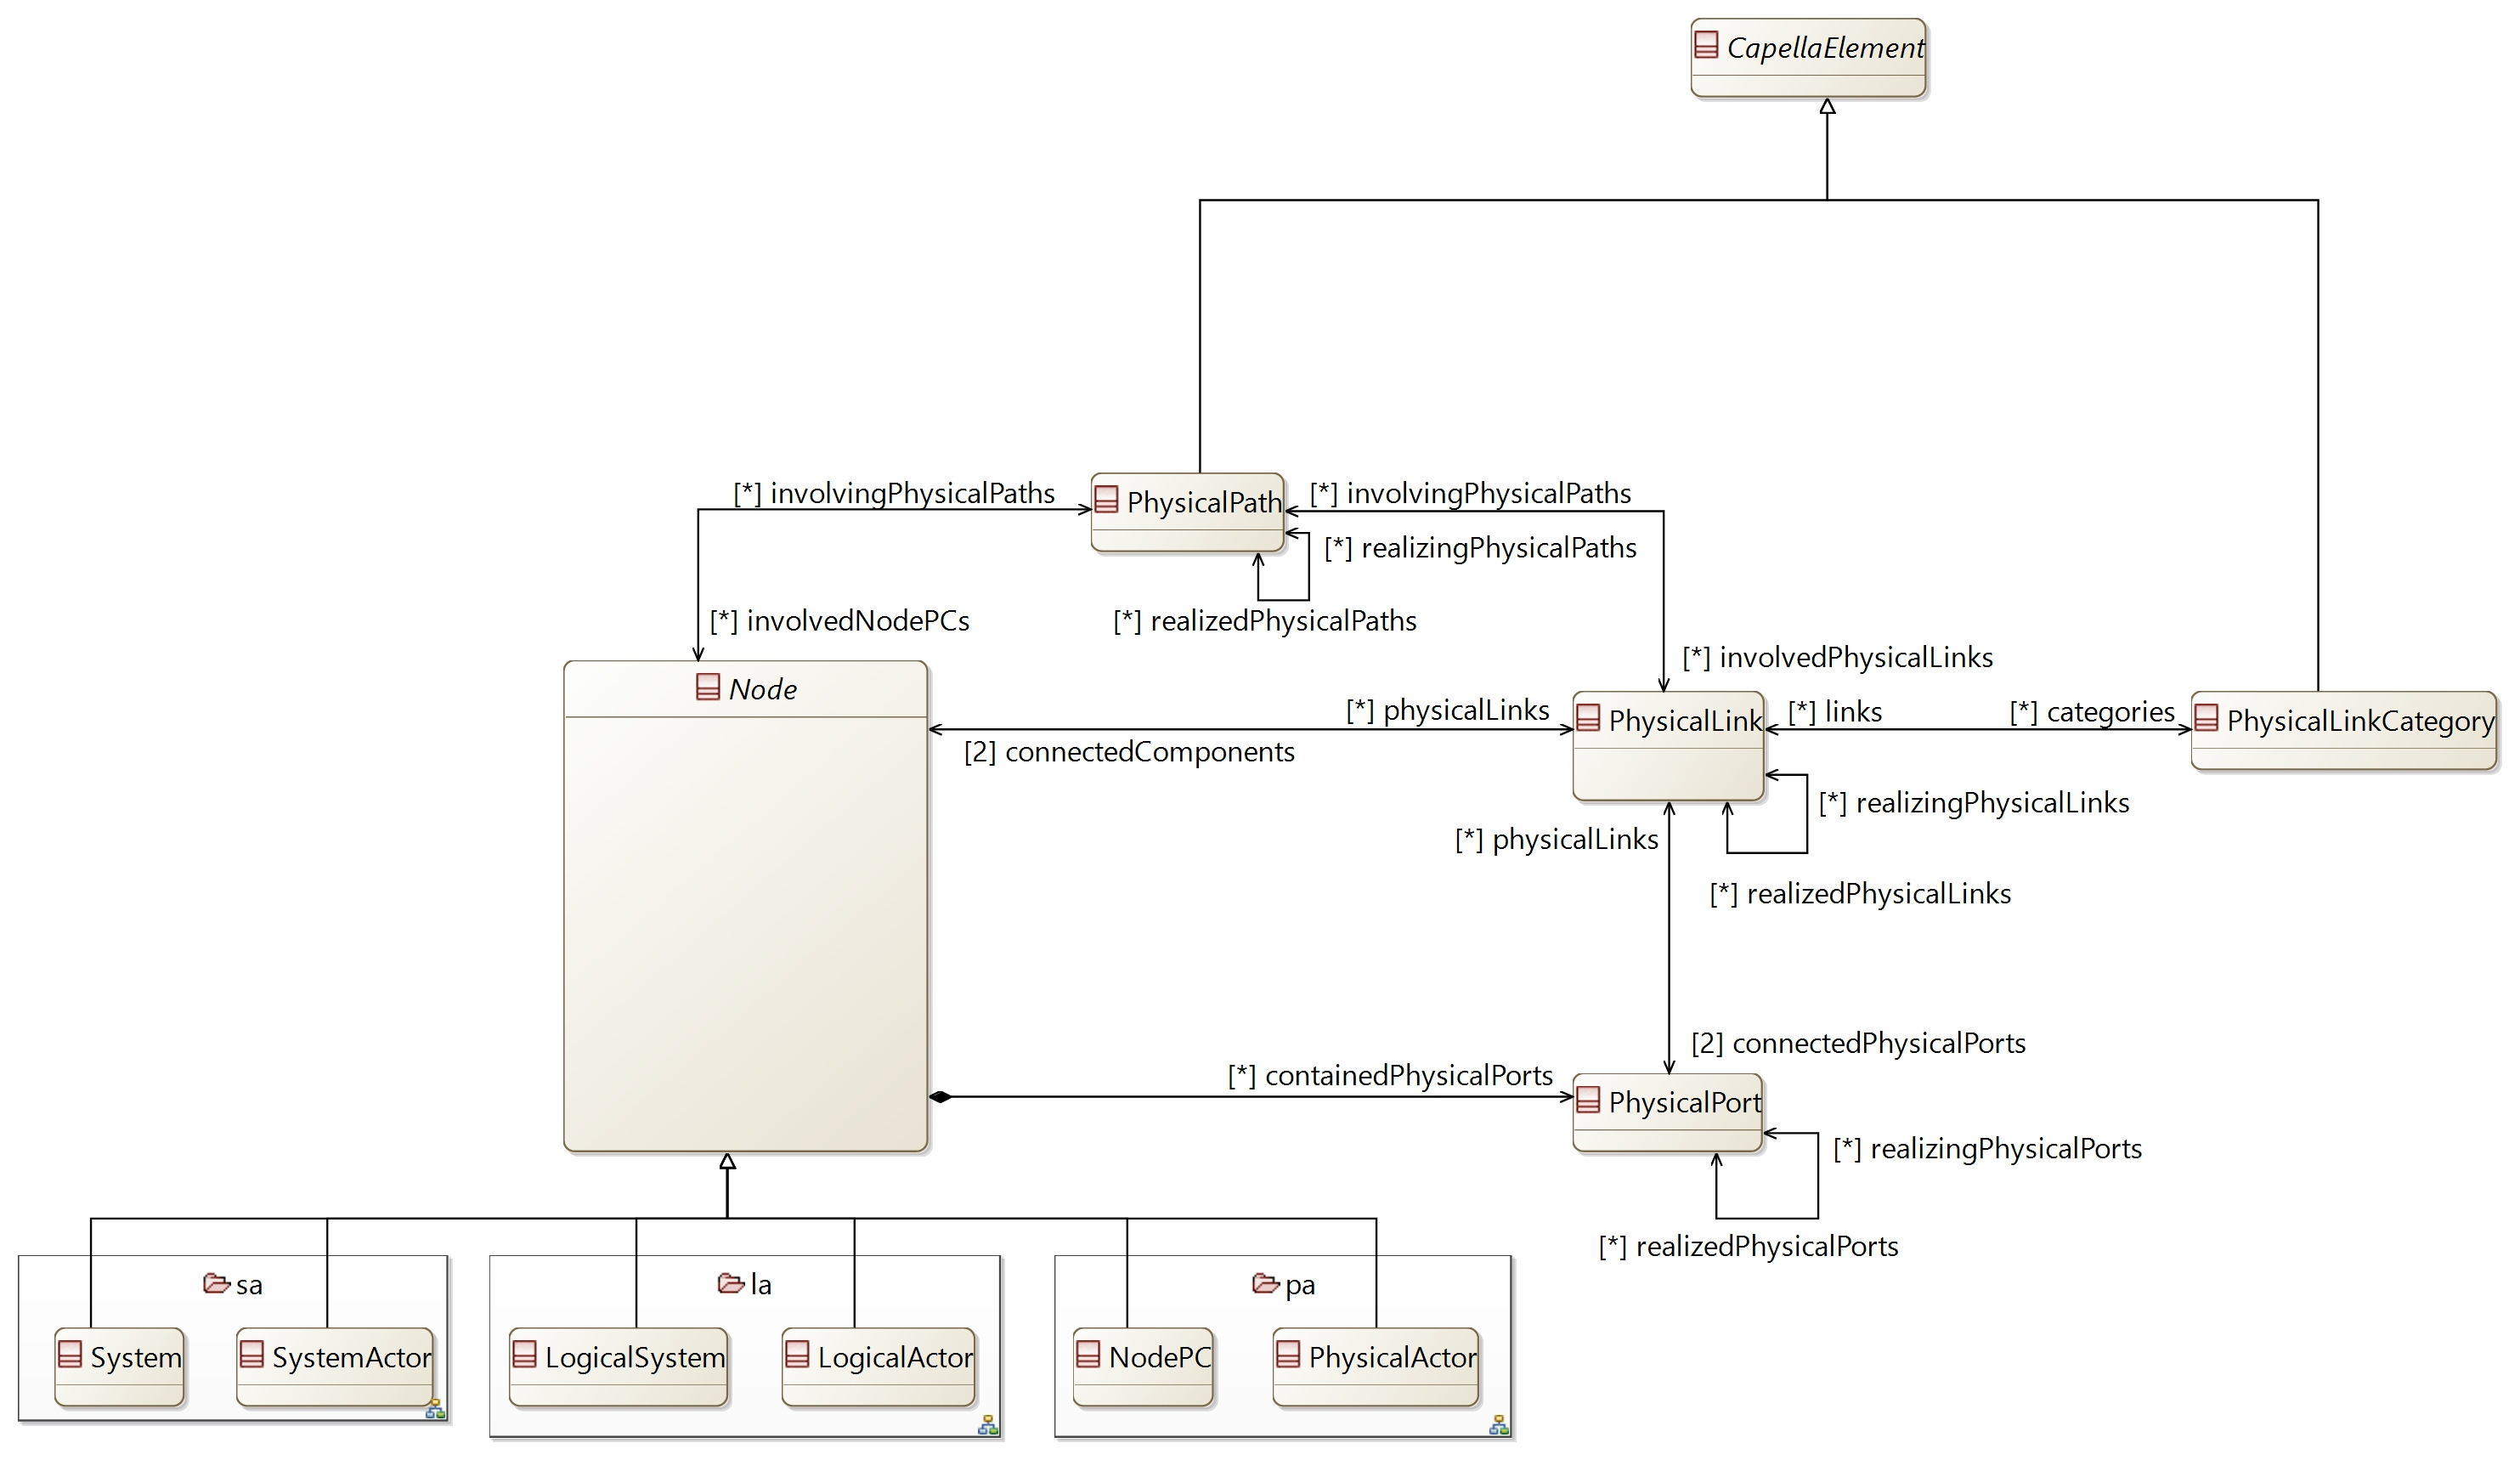 CapellaElement
[*] involvingPhysicalPaths
PhysicalPath
[*] involvingPhysicalPaths
[*] realizingPhysicalPaths
[*] involvedNodePCs
[*] realizedPhysicalPaths
[*] involvedPhysicalLinks
Node
[*] physicalLinks
[2] connectedComponents
PhysicalLink
[*] links
[*] categories
PhysicalLinkCategory
[*] realizingPhysicalLinks
[*] physicalLinks
[*] realizedPhysicalLinks
[2] connectedPhysicalPorts
[*] containedPhysicalPorts
PhysicalPort
[*] realizingPhysicalPorts
[*] realizedPhysicalPorts
sa
la
pa
System
SystemActor
LogicalSystem
LogicalActor
NodePC
PhysicalActor